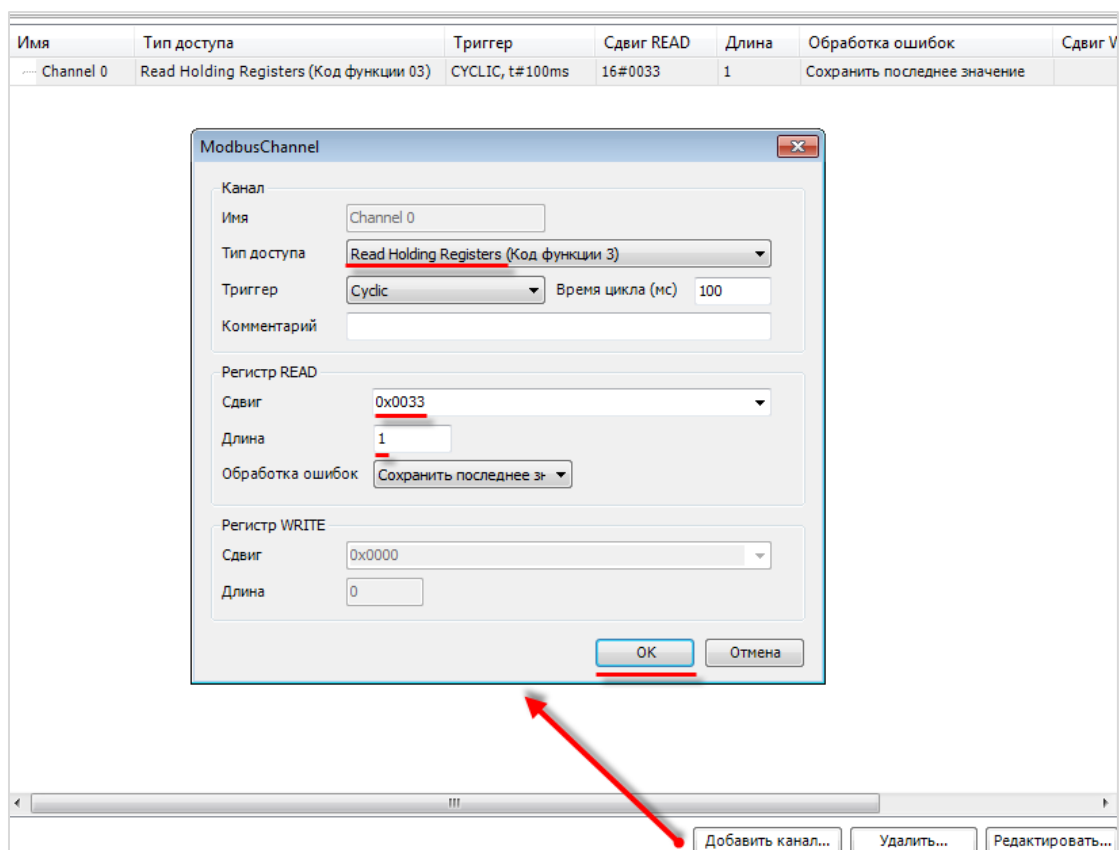 Имя Тип доступа Триггер Сдвиг READ Длина Обработка ошибок Сдвиг W
Channel 0 Read Holding Registers (Код функции 03) CYCLIC, t#100ms 16#0033 1 Сохранить последнее значение
ModbusChannel
Канал
Имя Channel 0
Тип доступа Read Holding Registers (Код функции 3)
Триггер Cyclic Время цикла (мс) 100
Комментарий
Регистр READ
Сдвиг 0x0033
Длина 1
Обработка ошибок Сохранить последнее зн
Регистр WRITE
Сдвиг 0x0000
Длина 0
OK Отмена
Добавить канал... Удалить... Редактировать...